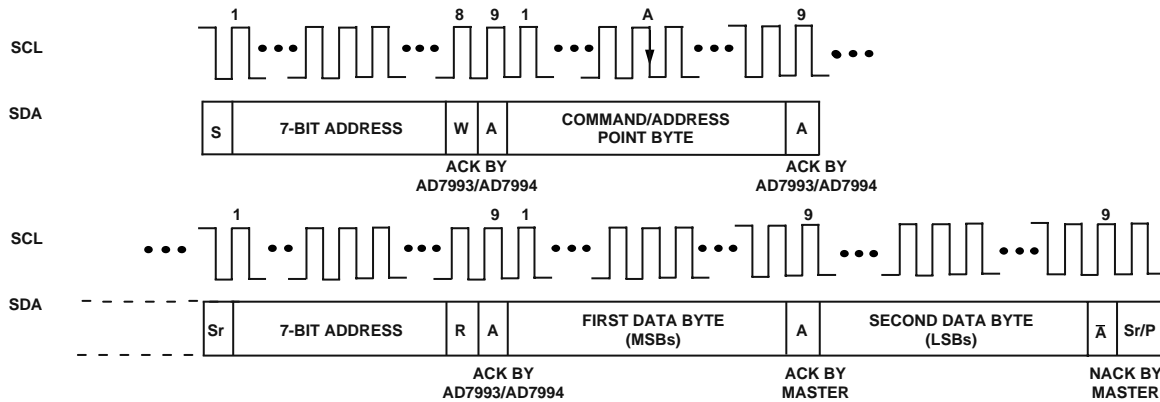 1 8 9 1 A 9
SCL
SDA
S 7-BIT ADDRESS W A COMMAND/ADDRESS POINT BYTE A
ACK BY AD7993/AD7994 ACK BY AD7993/AD7994
1 9 1 9 9
SCL
SDA
Sr 7-BIT ADDRESS R A FIRST DATA BYTE (MSBs) A SECOND DATA BYTE (LSBs) A̅ Sr/P
ACK BY AD7993/AD7994 ACK BY MASTER NACK BY MASTER